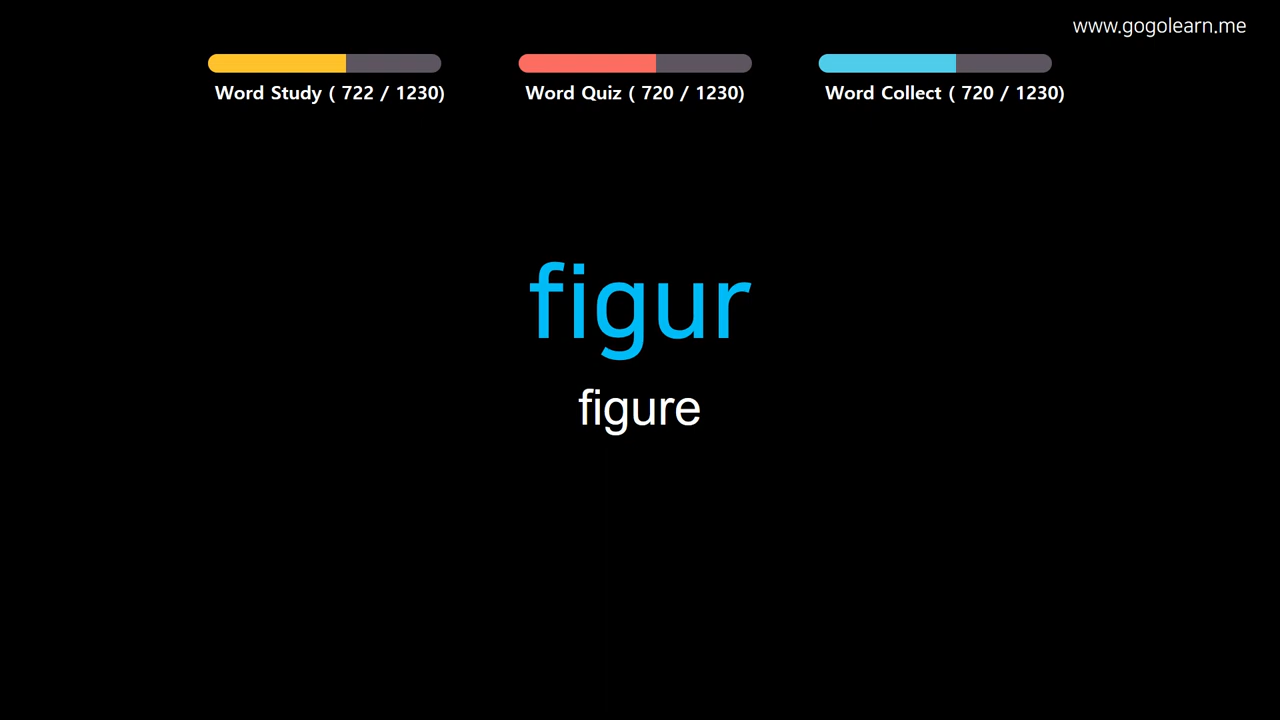 www.gogolearn.me
Word Study ( 722 / 1230)
Word Quiz ( 720 / 1230)
Word Collect ( 720 / 1230)
figur
figure